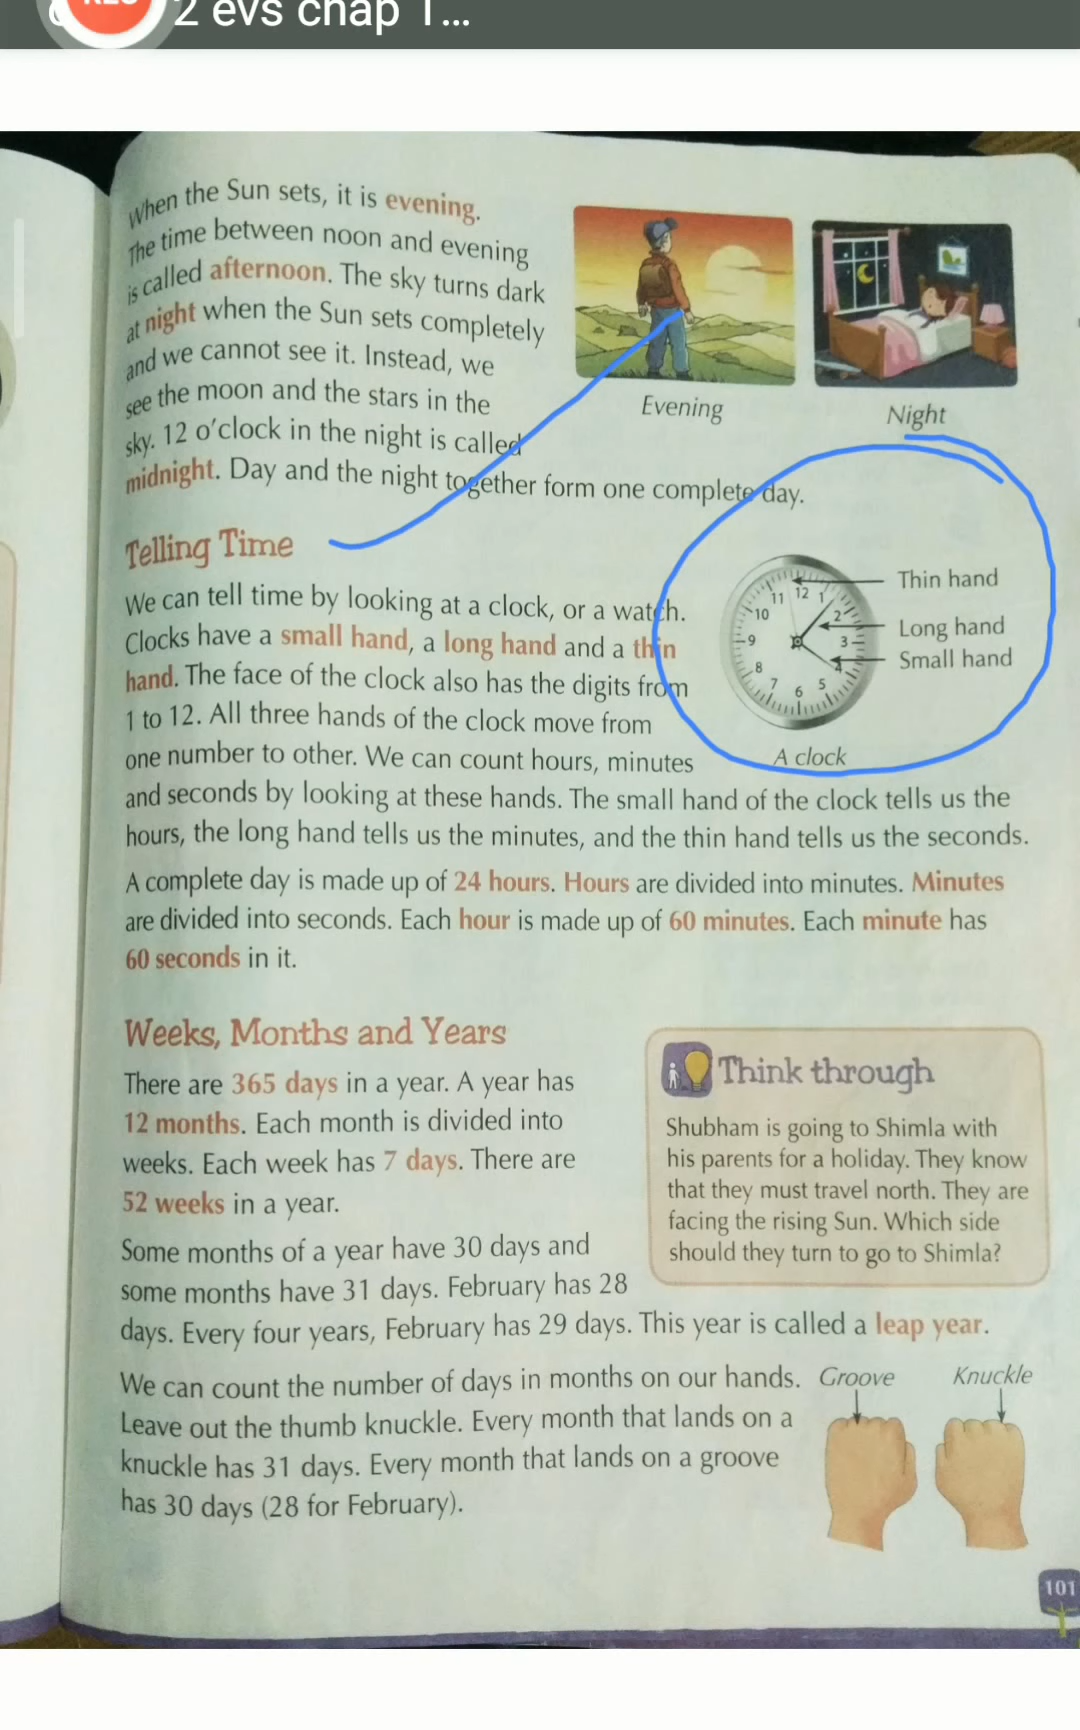 2 evs chap 1...
When the Sun sets, it is evening.
The time between noon and evening
is called afternoon. The sky turns dark
at night when the Sun sets completely
and we cannot see it. Instead, we
see the moon and the stars in the
sky. 12 o'clock in the night is called
midnight. Day and the night together form one complete day.
Evening
Night
Telling Time
We can tell time by looking at a clock, or a watch.
Clocks have a small hand, a long hand and a thin
hand. The face of the clock also has the digits from
1 to 12. All three hands of the clock move from
one number to other. We can count hours, minutes
and seconds by looking at these hands. The small hand of the clock tells us the
hours, the long hand tells us the minutes, and the thin hand tells us the seconds.
12
1
2
3
4
5
6
7
8
9
10
11
Thin hand
Long hand
Small hand
A clock
A complete day is made up of 24 hours. Hours are divided into minutes. Minutes
are divided into seconds. Each hour is made up of 60 minutes. Each minute has
60 seconds in it.
Weeks, Months and Years
There are 365 days in a year. A year has
12 months. Each month is divided into
weeks. Each week has 7 days. There are
52 weeks in a year.
Some months of a year have 30 days and
some months have 31 days. February has 28
days. Every four years, February has 29 days. This year is called a leap year.
Think through
Shubham is going to Shimla with
his parents for a holiday. They know
that they must travel north. They are
facing the rising Sun. Which side
should they turn to go to Shimla?
We can count the number of days in months on our hands.
Leave out the thumb knuckle. Every month that lands on a
knuckle has 31 days. Every month that lands on a groove
has 30 days (28 for February).
Groove
Knuckle
101